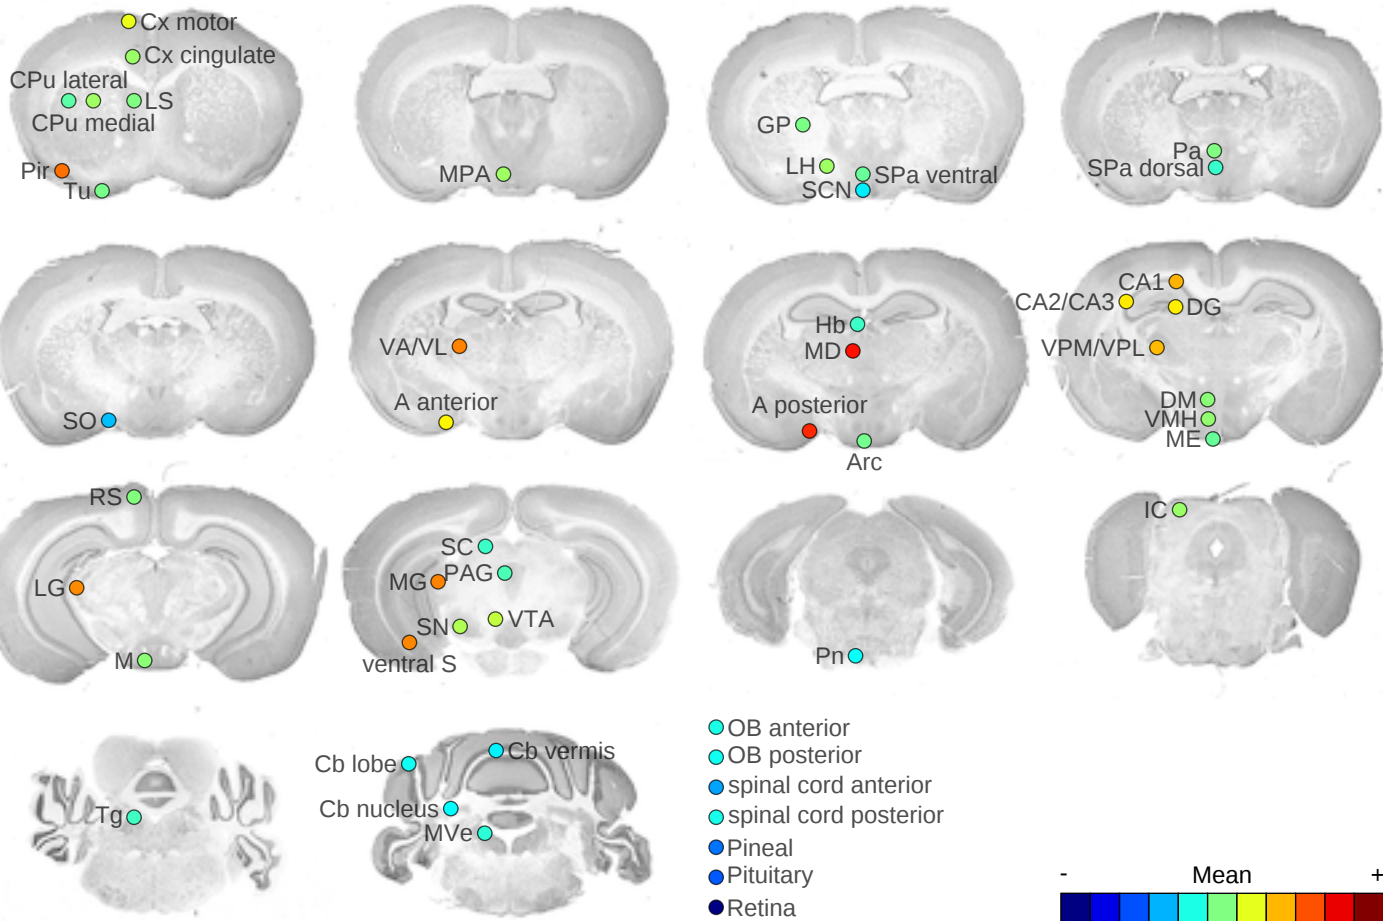 Cx motor
Cx cingulate
CPu lateral
LS
CPu medial
Pir
Tu
MPA
GP
LH
SPa ventral
SCN
Pa
SPa dorsal
SO
VA/VL
A anterior
Hb
MD
A posterior
Arc
CA1
CA2/CA3
DG
VPM/VPL
DM
VMH
ME
RS
LG
M
SC
PAG
MG
VTA
SN
ventral S
Pn
IC
Tg
Cb vermis
Cb lobe
Cb nucleus
MVe
OB anterior
OB posterior
spinal cord anterior
spinal cord posterior
Pineal
Pituitary
Retina
- Mean +